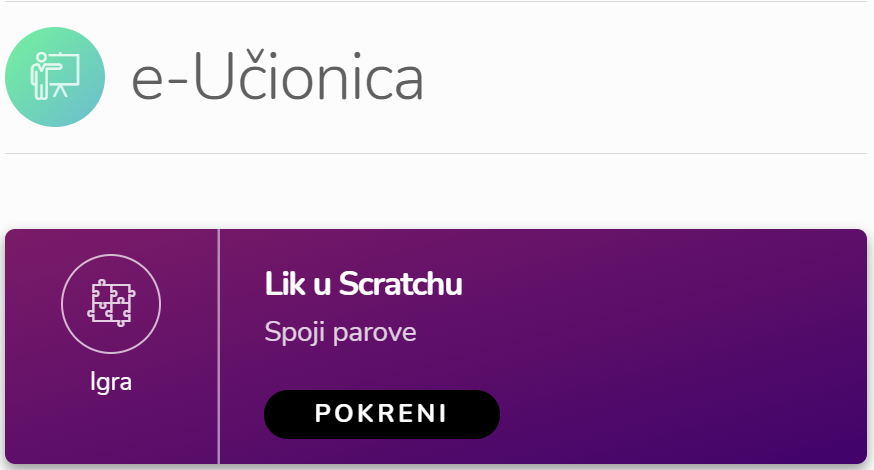 e-Učionica
Lik u Scratchu
Spoji parove
Igra
POKRENI